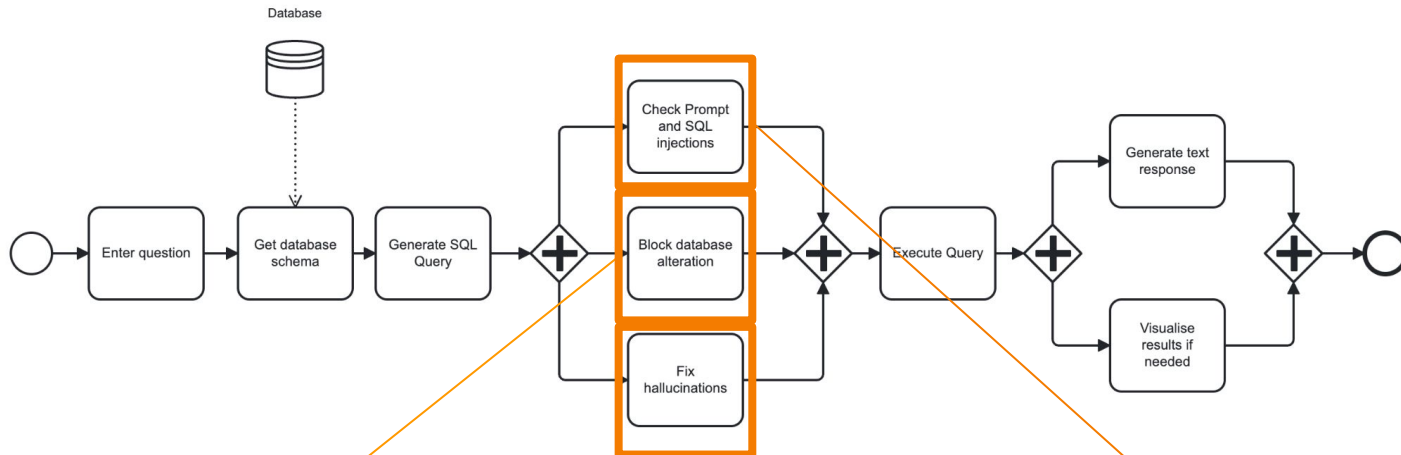 Database
Check Prompt
and SQL
injections
Generate text
response
Enter question
Get database
schema
Generate SQL
Query
Block database
alteration
Execute Query
Fix
hallucinations
Visualise
results if
needed